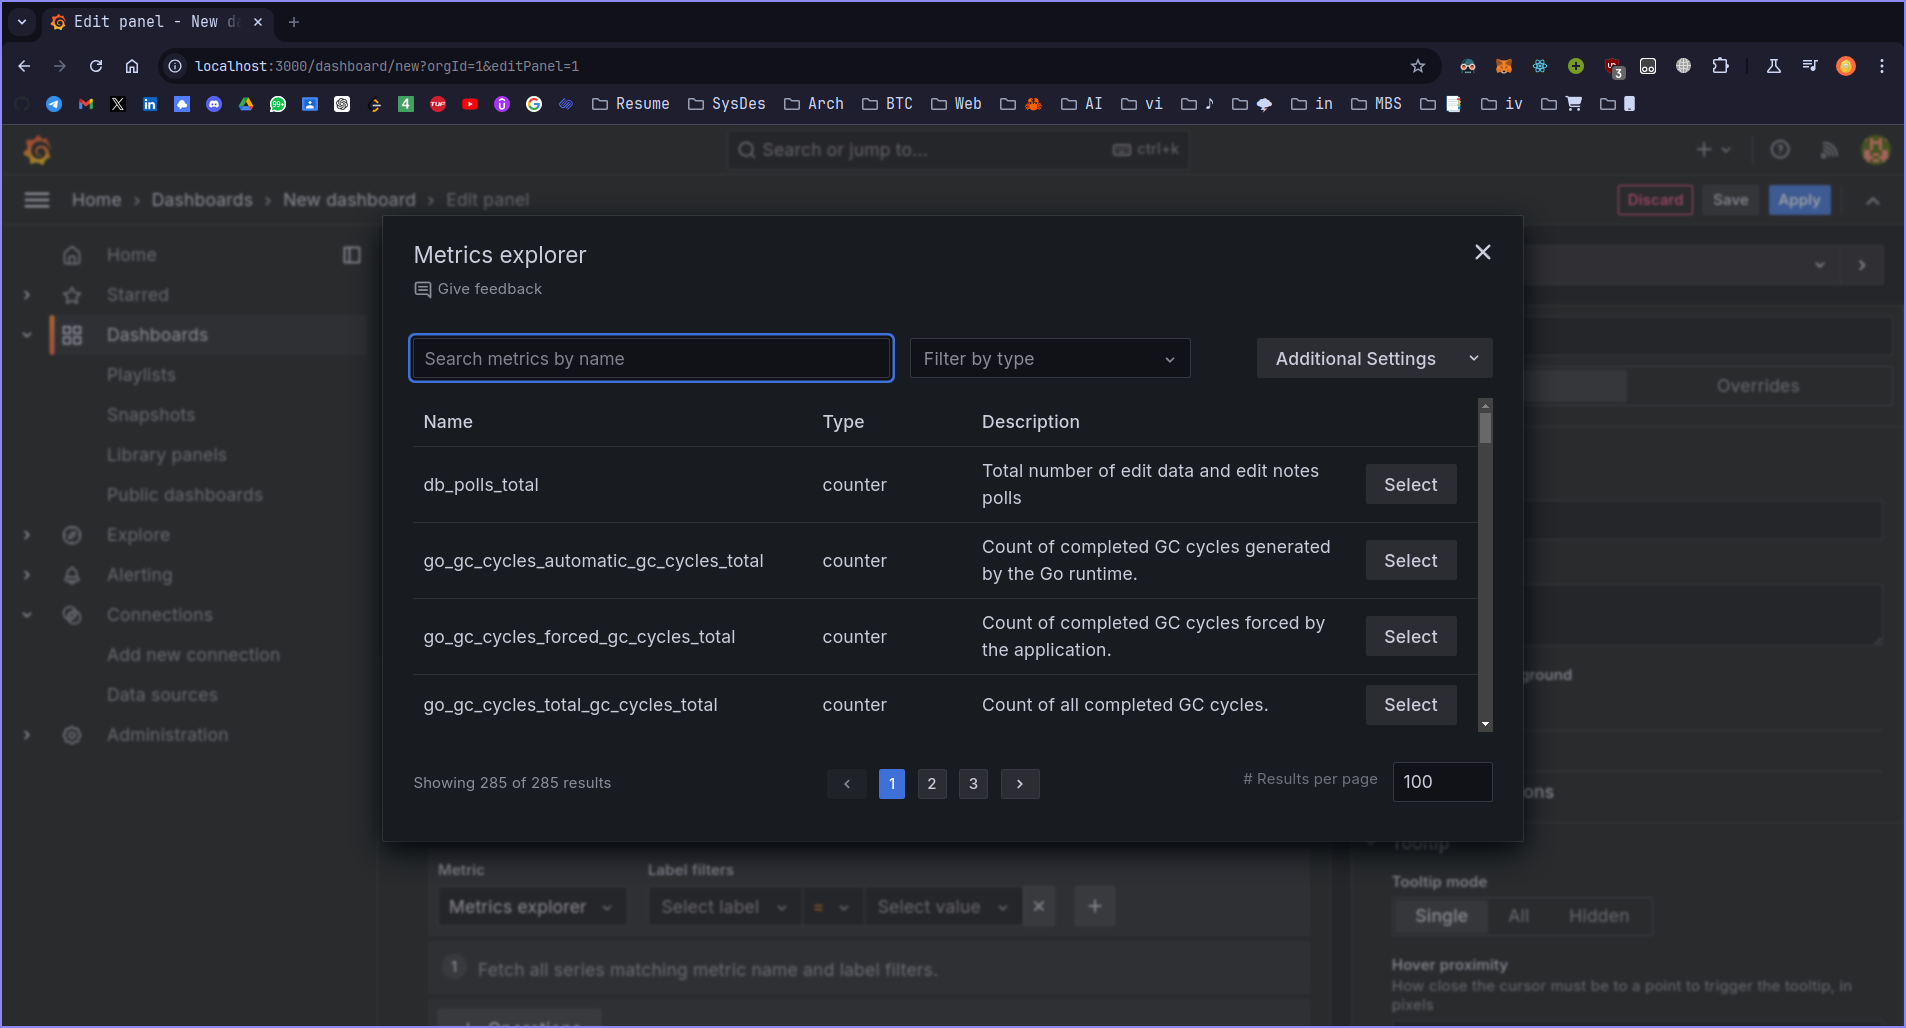 Edit panel - New da
localhost:3000/dashboard/new?orgId=1&editPanel=1
3
99+
4
TUF
Resume
SysDes
Arch
BTC
Web
AI
vi
in
MBS
iv
Search or jump to...
ctrl+k
Home › Dashboards › New dashboard › Edit panel
Discard
Save
Apply
Home
Starred
Dashboards
Playlists
Snapshots
Library panels
Public dashboards
Explore
Alerting
Connections
Add new connection
Data sources
Administration
Metrics explorer
Give feedback
Search metrics by name
Filter by type
Additional Settings
Name Type Description
db_polls_total counter Total number of edit data and edit notes
polls
Select
go_gc_cycles_automatic_gc_cycles_total counter Count of completed GC cycles generated
by the Go runtime.
Select
go_gc_cycles_forced_gc_cycles_total counter Count of completed GC cycles forced by
the application.
Select
go_gc_cycles_total_gc_cycles_total counter Count of all completed GC cycles.
Select
Showing 285 of 285 results
1
2
3
# Results per page
100
Overrides
ground
ons
Metric
Label filters
Metrics explorer
Select label
=
Select value
1 Fetch all series matching metric name and label filters.
Operations
Tooltip
Tooltip mode
Single
All
Hidden
Hover proximity
How close the cursor must be to a point to trigger the tooltip, in
pixels